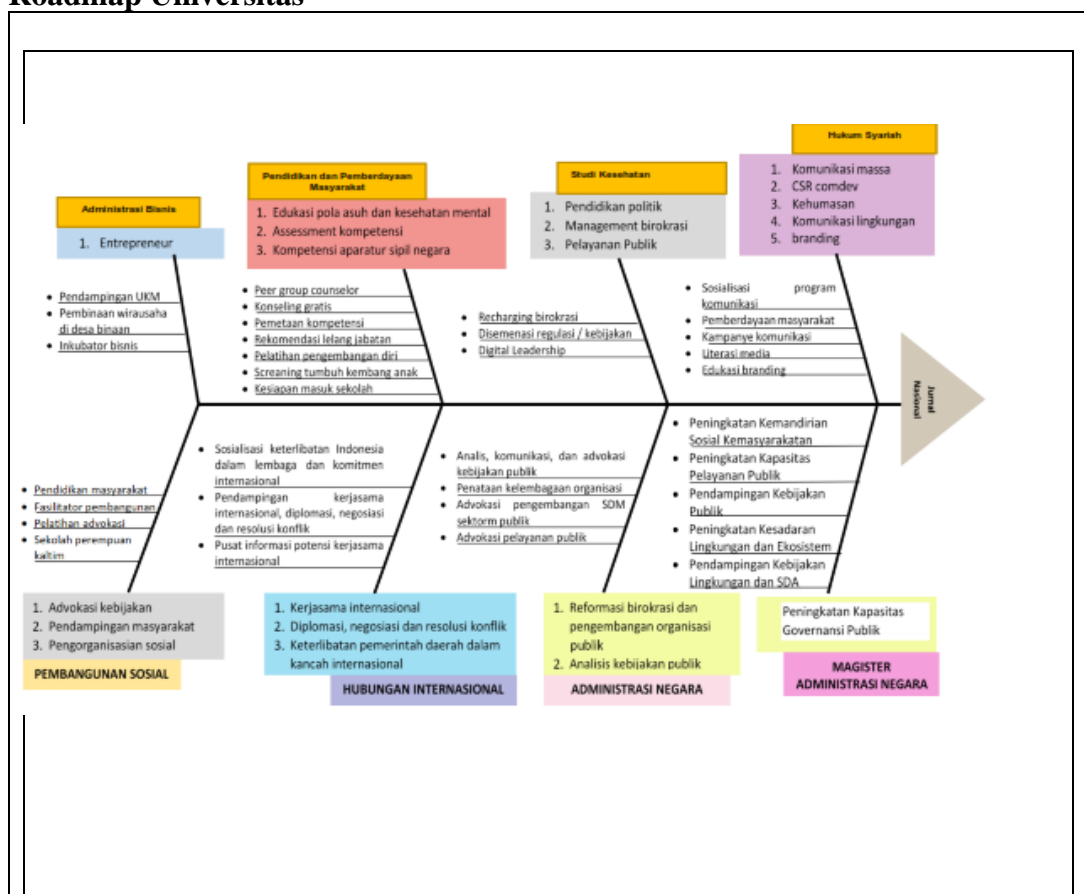 Roadmap Universitas
Hukum Syariah
1. Komunikasi massa
2. CSR comdev
3. Kehumasan
4. Komunikasi lingkungan
5. branding
Pendidikan dan Pemberdayaan
Masyarakat
1. Edukasi pola asuh dan kesehatan mental
2. Assessment kompetensi
3. Kompetensi aparatur sipil negara
Studi Kesehatan
1. Pendidikan politik
2. Management birokrasi
3. Pelayanan Publik
Administrasi Bisnis
1. Entrepreneur
• Pendampingan UKM
• Pembinaan wirausaha
di desa binaan
• Inkubator bisnis
• Peer group counselor
• Konseling gratis
• Pemetaan kompetensi
• Rekomendasi lelang jabatan
• Pelatihan pengembangan diri
• Screaning tumbuh kembang anak
• Kesiapan masuk sekolah
• Recharging birokrasi
• Disemenasi regulasi / kebijakan
• Digital Leadership
• Sosialisasi program
komunikasi
• Pemberdayaan masyarakat
• Kampanye komunikasi
• Literasi media
• Edukasi branding
Jurnal
Nasional
• Pendidikan masyarakat
• Fasilitator pembangunan
• Pelatihan advokasi
• Sekolah perempuan
kaltim
• Sosialisasi keterlibatan Indonesia
dalam lembaga dan komitmen
internasional
• Pendampingan kerjasama
internasional, diplomasi, negosiasi
dan resolusi konflik
• Pusat informasi potensi kerjasama
internasional
• Analis, komunikasi, dan advokasi
kebijakan publik
• Penataan kelembagaan organisasi
• Advokasi pengembangan SDM
sektorm publik
• Advokasi pelayanan publik
• Peningkatan Kemandirian
Sosial Kemasyarakatan
• Peningkatan Kapasitas
Pelayanan Publik
• Pendampingan Kebijakan
Publik
• Peningkatan Kesadaran
Lingkungan dan Ekosistem
• Pendampingan Kebijakan
Lingkungan dan SDA
1. Advokasi kebijakan
2. Pendampingan masyarakat
3. Pengorganisasian sosial
PEMBANGUNAN SOSIAL
1. Kerjasama internasional
2. Diplomasi, negosiasi dan resolusi konflik
3. Keterlibatan pemerintah daerah dalam
kancah internasional
HUBUNGAN INTERNASIONAL
1. Reformasi birokrasi dan
pengembangan organisasi
publik
2. Analisis kebijakan publik
ADMINISTRASI NEGARA
Peningkatan Kapasitas
Governansi Publik
MAGISTER
ADMINISTRASI NEGARA